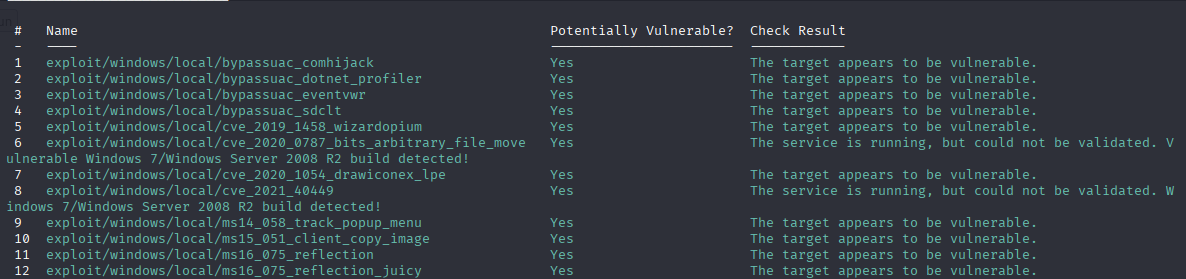 # Name Potentially Vulnerable? Check Result
- ---- ----------------------- ------------
1 exploit/windows/local/bypassuac_comhijack Yes The target appears to be vulnerable.
2 exploit/windows/local/bypassuac_dotnet_profiler Yes The target appears to be vulnerable.
3 exploit/windows/local/bypassuac_eventvwr Yes The target appears to be vulnerable.
4 exploit/windows/local/bypassuac_sdclt Yes The target appears to be vulnerable.
5 exploit/windows/local/cve_2019_1458_wizardopium Yes The target appears to be vulnerable.
6 exploit/windows/local/cve_2020_0787_bits_arbitrary_file_move Yes The service is running, but could not be validated. V
ulnerable Windows 7/Windows Server 2008 R2 build detected!
7 exploit/windows/local/cve_2020_1054_drawiconex_lpe Yes The target appears to be vulnerable.
8 exploit/windows/local/cve_2021_40449 Yes The service is running, but could not be validated. W
indows 7/Windows Server 2008 R2 build detected!
9 exploit/windows/local/ms14_058_track_popup_menu Yes The target appears to be vulnerable.
10 exploit/windows/local/ms15_051_client_copy_image Yes The target appears to be vulnerable.
11 exploit/windows/local/ms16_075_reflection Yes The target appears to be vulnerable.
12 exploit/windows/local/ms16_075_reflection_juicy Yes The target appears to be vulnerable.